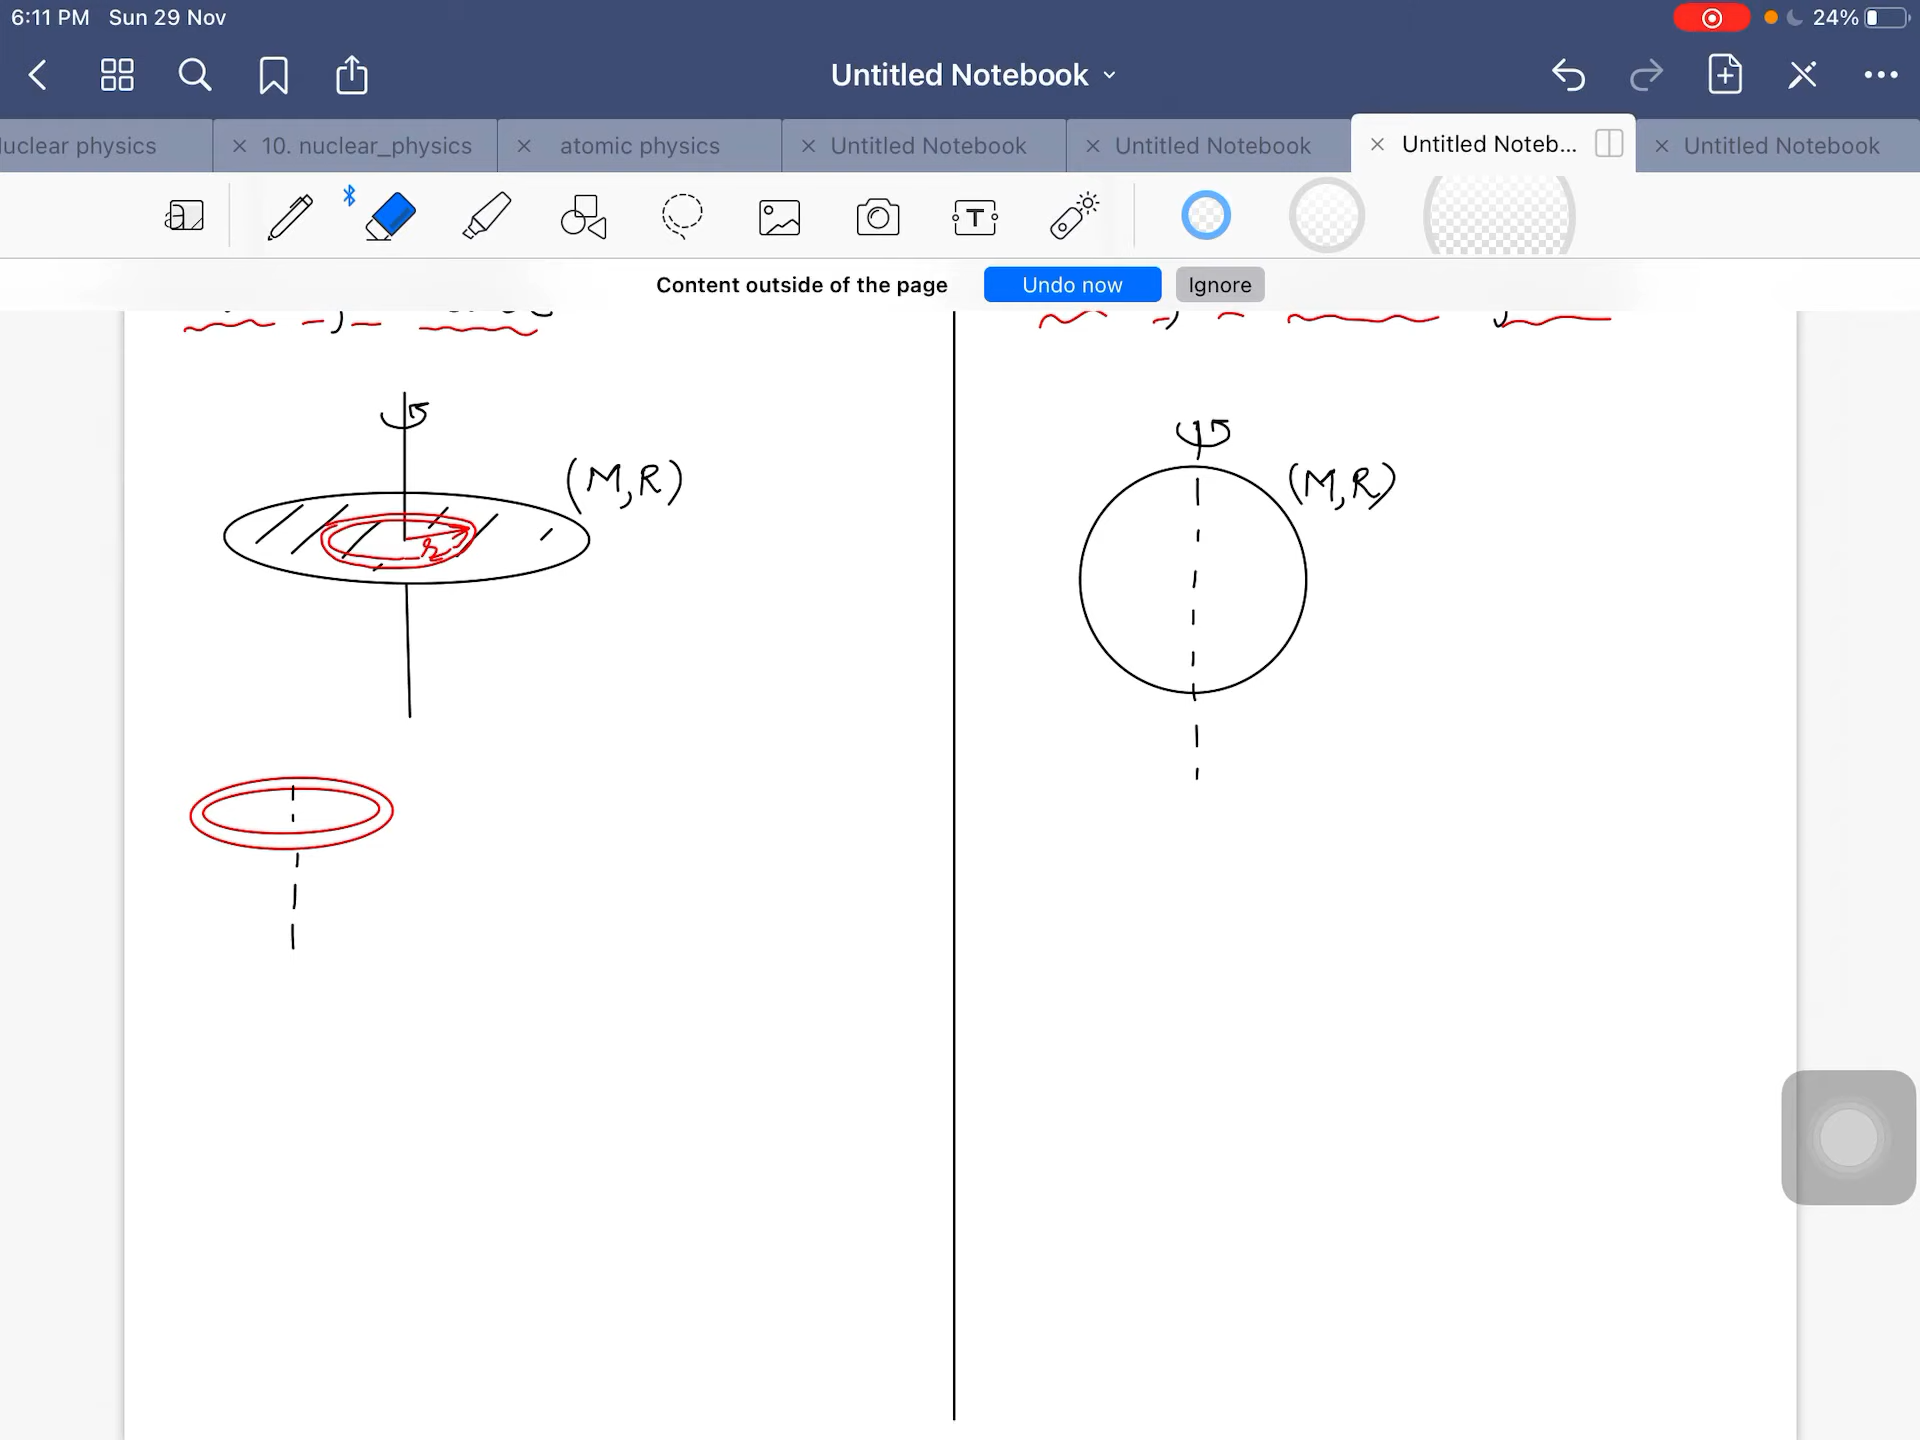 6:11 PM Sun 29 Nov
24%
Untitled Notebook
luclear physics
10. nuclear_physics
atomic physics
Untitled Notebook
Untitled Notebook
Untitled Noteb...
Untitled Notebook
Content outside of the page
Undo now
Ignore
(M,R)
r
(M,R)